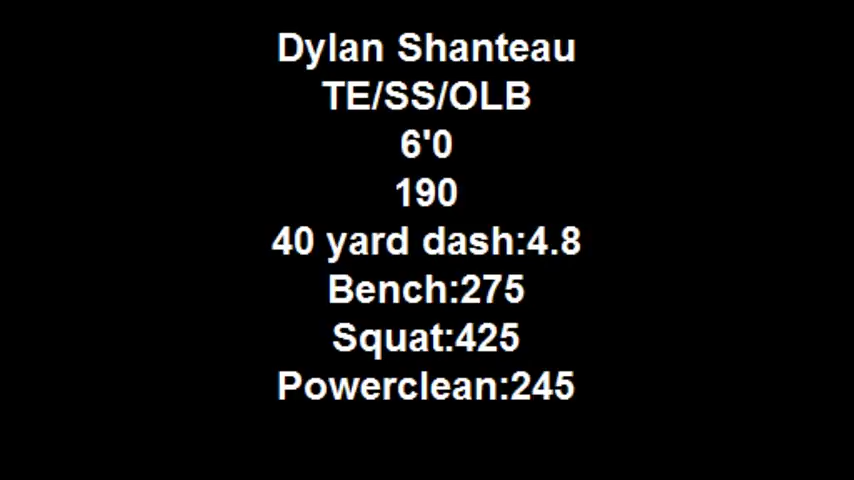 Dylan Shanteau
TE/SS/OLB
6'0
190
40 yard dash:4.8
Bench:275
Squat:425
Powerclean:245